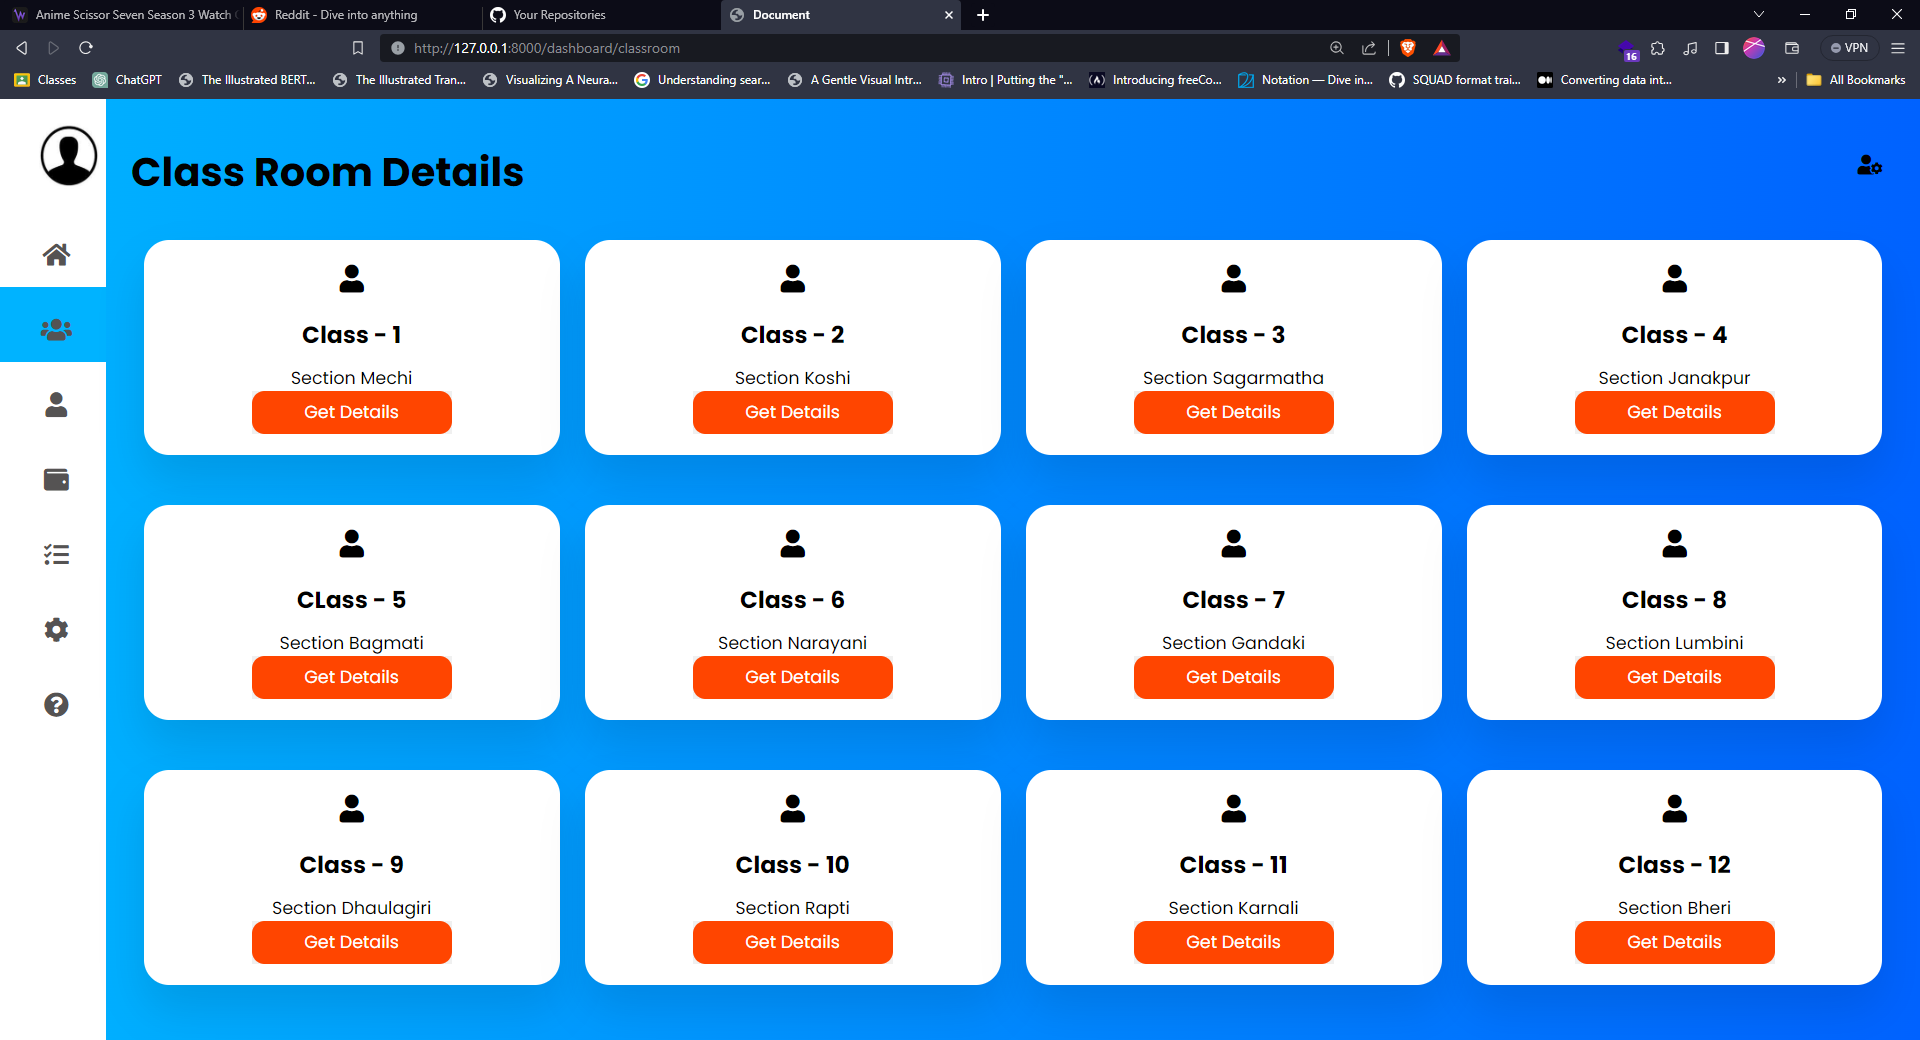 Anime Scissor Seven Season 3 Watch
Reddit - Dive into anything
Your Repositories
Document
http://127.0.0.1:8000/dashboard/classroom
16
VPN
Classes
ChatGPT
The Illustrated BERT...
The Illustrated Tran...
Visualizing A Neura...
Understanding sear...
A Gentle Visual Intr...
Intro | Putting the "...
Introducing freeCo...
Notation — Dive in...
SQUAD format trai...
Converting data int...
»
All Bookmarks
Class Room Details
Class - 1
Section Mechi
Get Details
Class - 2
Section Koshi
Get Details
Class - 3
Section Sagarmatha
Get Details
Class - 4
Section Janakpur
Get Details
CLass - 5
Section Bagmati
Get Details
Class - 6
Section Narayani
Get Details
Class - 7
Section Gandaki
Get Details
Class - 8
Section Lumbini
Get Details
Class - 9
Section Dhaulagiri
Get Details
Class - 10
Section Rapti
Get Details
Class - 11
Section Karnali
Get Details
Class - 12
Section Bheri
Get Details